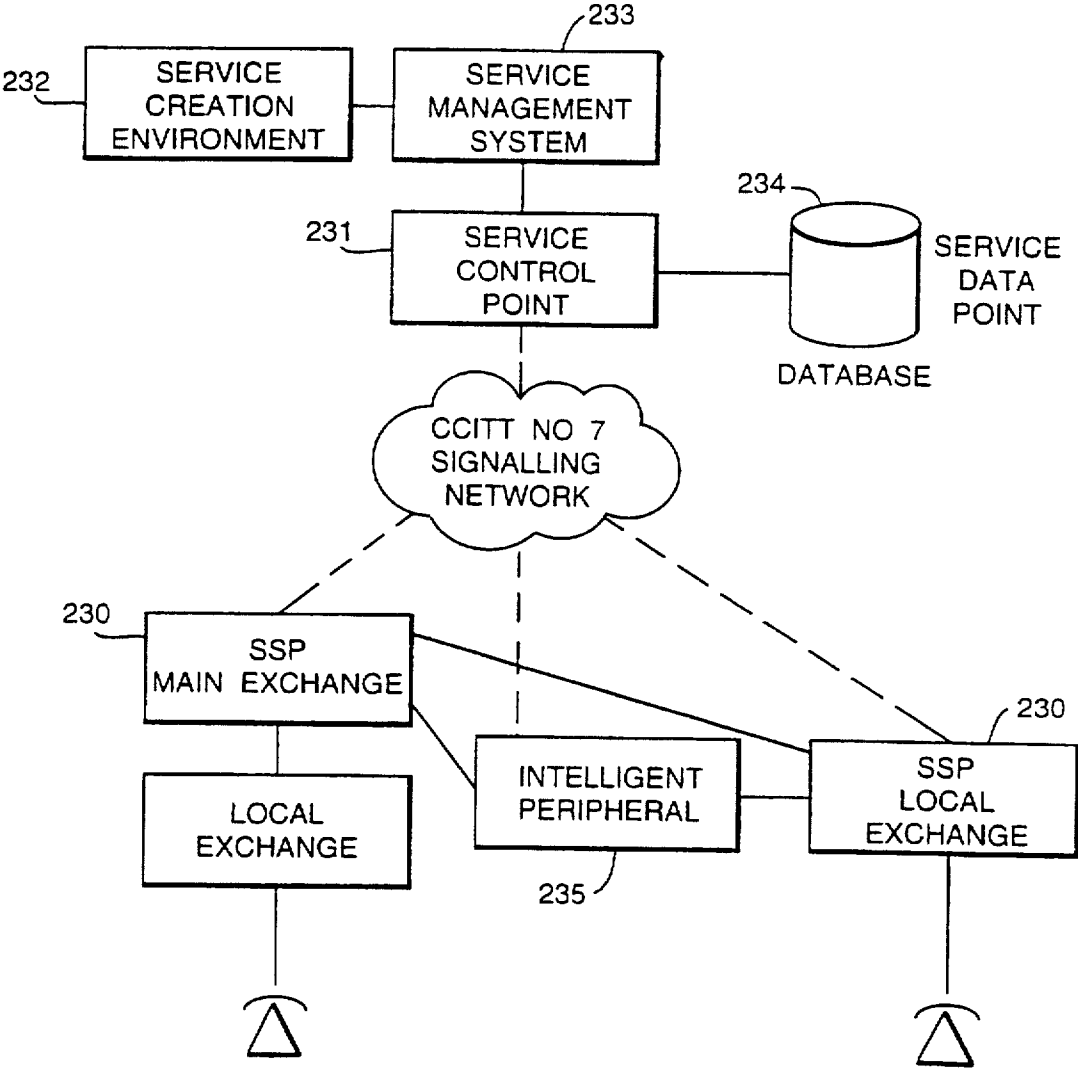 233
232
SERVICE
CREATION
ENVIRONMENT
SERVICE
MANAGEMENT
SYSTEM
234
231
SERVICE
CONTROL
POINT
SERVICE
DATA
POINT
DATABASE
CCITT NO 7
SIGNALLING
NETWORK
230
SSP
MAIN EXCHANGE
230
INTELLIGENT
PERIPHERAL
SSP
LOCAL
EXCHANGE
LOCAL
EXCHANGE
235